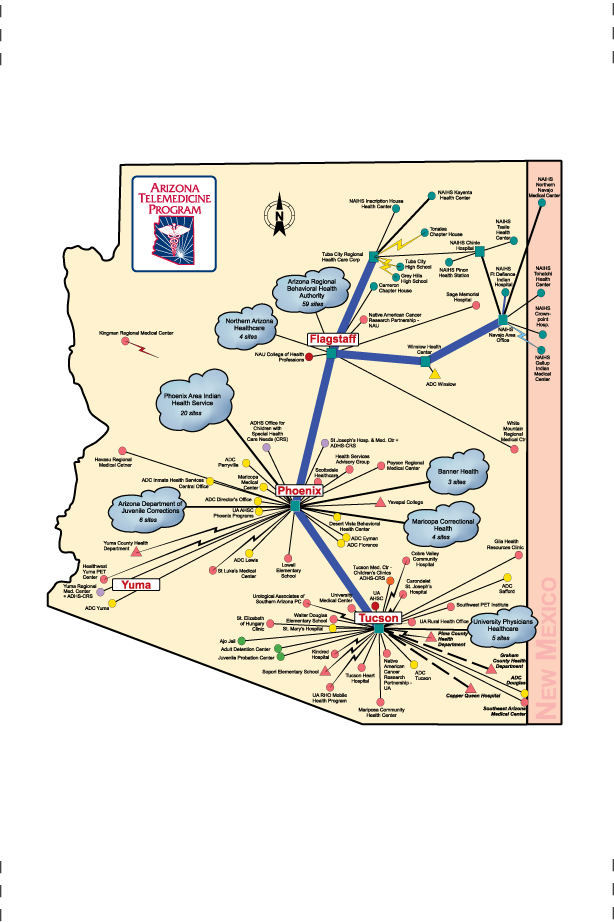 ARIZONA
TELEMEDICINE
PROGRAM
N
NAIHS
Northern
Navajo
Medical Center
NAIHS Kayenta
Health Center
NAIHS Inscription House
Health Center
Tonalea
Chapter House
NAIHS
Tsaile
Health
Center
NAIHS Chinle
Hospital
Tuba City Regional
Health Care Corp
Tuba City
High School
NAIHS Pinon
Health Station
NAIHS
Ft Defiance
Indian
Hospital
NAIHS
Tohatchi
Health
Center
Grey Hills
High School
Cameron
Chapter House
Arizona Regional
Behavioral Health
Authority
59 sites
Sage Memorial
Hospital
NAIHS
Crown-
point
Hosp.
Northern Arizona
Healthcare
4 sites
Native American Cancer
Research Partnership -
NAU
Kingman Regional Medical Center
Flagstaff
NAIHS
Navajo Area
Office
NAU College of Health
Professions
Winslow Health
Center
NAIHS
Gallup
Indian
Medical
Center
ADC Winslow
Phoenix Area Indian
Health Service
20 sites
ADHS Office for
Children with
Special Health
Care Needs (CRS)
St Joseph's Hosp. & Med. Ctr +
ADHS-CRS
White
Mountain
Regional
Medical Ctr
Havasu Regional
Medical Cetner
ADC
Perryville
Health Services
Advisory Group
Payson Regional
Medical Center
Scottsdale
Healthcare
Maricopa
Medical
Center
ADC Inmate Health Services
Central Office
Banner Health
3 sites
Phoenix
Arizona Department of
Juvenile Corrections
6 sites
ADC Director's Office
UA AHSC
Phoenix Programs
Yavapai College
Maricopa Correctional
Health
4 sites
Desert Vista Behavioral
Health Center
ADC Eyman
ADC Florence
Yuma County Health
Department
ADC Lewis
Lowell
Elementary
School
St Luke's Medical
Center
Cobre Valley
Community
Hospital
Gila Health
Resources Clinic
Healthwest
Yuma PET
Center
Tucson Med. Ctr -
Children's Clinics
ADHS-CRS
Carondelet
St. Joseph's
Hospital
Yuma
Yuma Regional
Med. Center
+ ADHS-CRS
ADC
Safford
ADC Yuma
Urological Associates of
Southern Arizona PC
University
Medical Center
UA
AHSC
Southwest PET Institute
St. Elizabeth
of Hungary
Clinic
Walter Douglas
Elementary School
St. Mary's Hospital
Tucson
UA Rural Health Office
University Physicians
Healthcare
5 sites
Pima County
Health
Department
Ajo Jail
Adult Detention Center
Juvenile Probation Center
Kindred
Hospital
Graham
County Health
Department
Sopori Elementary School
Tucson Heart
Hospital
Native
American
Cancer
Research
Partnership -
UA
ADC
Tucson
ADC
Douglas
UA RHO Mobile
Health Program
Copper Queen Hospital
Mariposa Community
Health Center
Southeast Arizona
Medical Center
NEW MEXICO